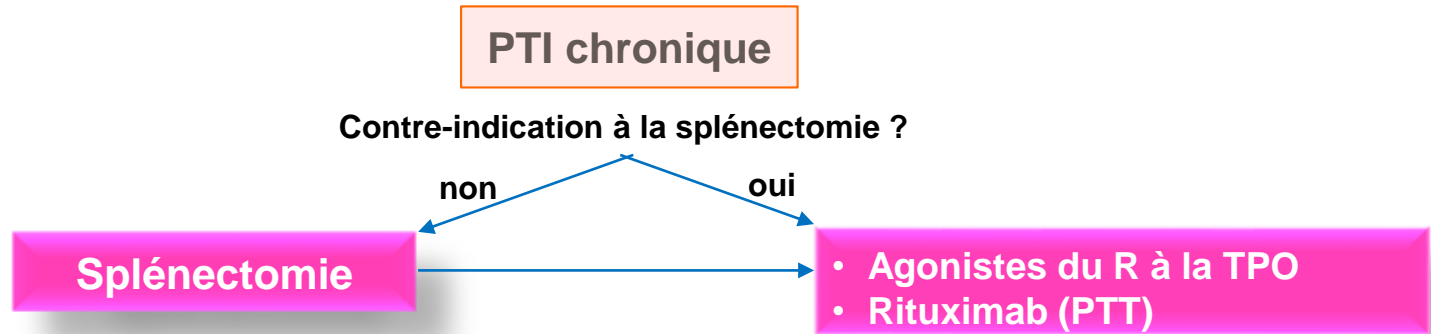 PTI chronique
Contre-indication à la splénectomie ?
non
oui
Splénectomie
• Agonistes du R à la TPO
• Rituximab (PTT)